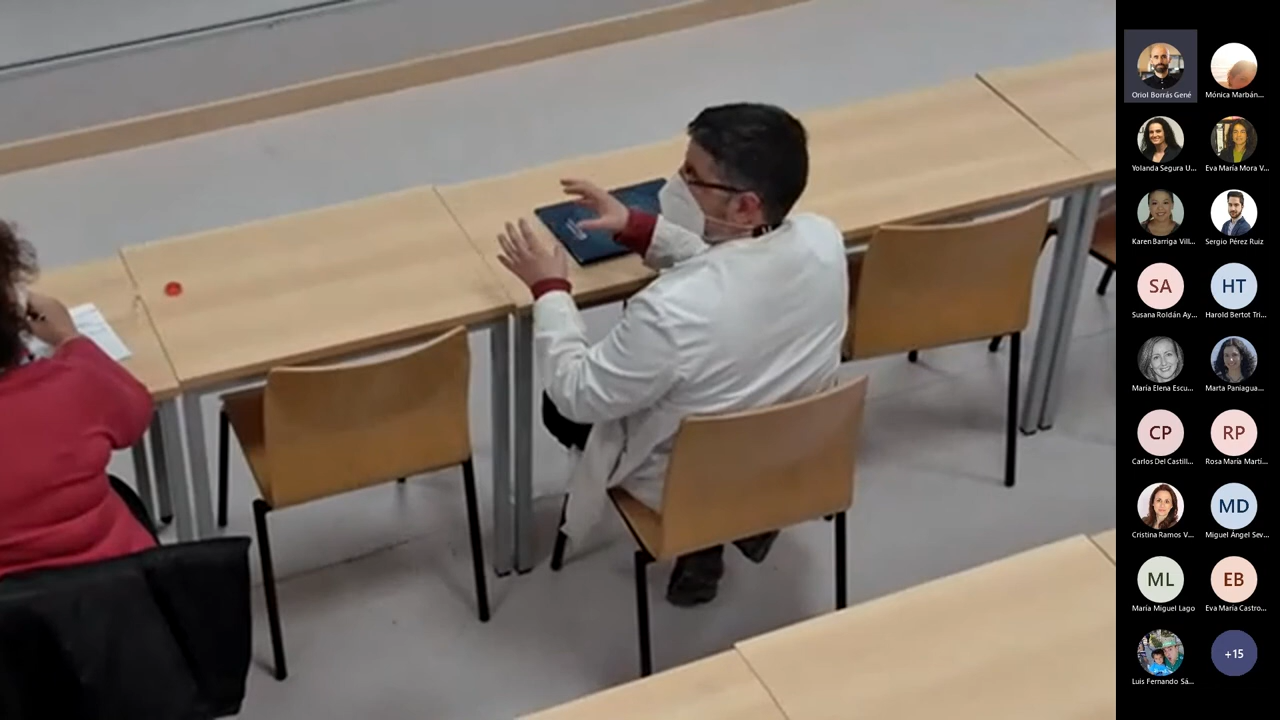 Oriol Borrás Gené
Mónica Marbán...
Yolanda Segura U...
Eva María Mora V...
Karen Barriga Vill...
Sergio Pérez Ruiz
SA
HT
Susana Roldán Ay...
Harold Bertot Tri...
María Elena Escu...
Marta Paniagua...
CP
RP
Carlos Del Castill...
Rosa María Martí...
MD
Cristina Ramos V...
Miguel Angel Sev...
ML
EB
María Miguel Lago
Eva María Castro...
+15
Luis Fernando Sá...